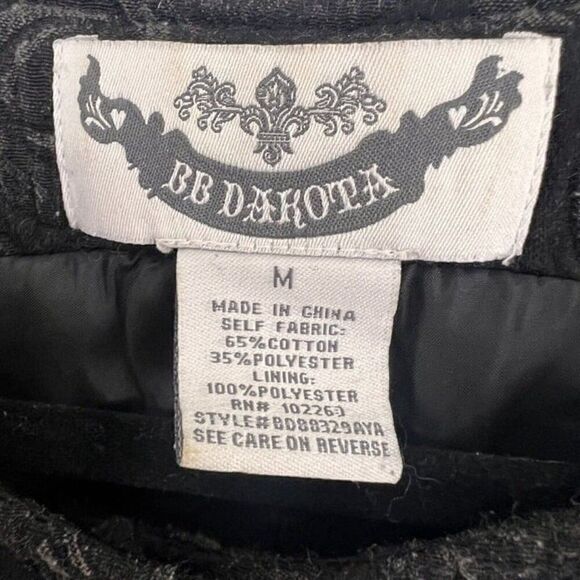 BB DAKOTA
M
MADE IN CHINA
SELF FABRIC:
65%COTTON
35%POLYESTER
LINING:
100%POLYESTER
RN# 102263
STYLE#BD88329AYA
SEE CARE ON REVERSE